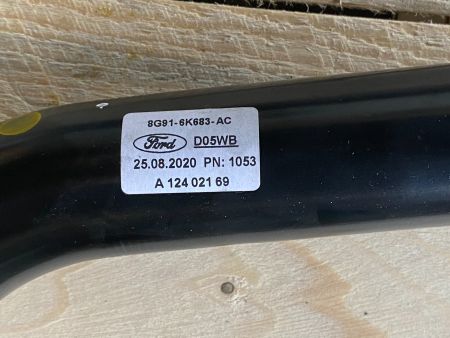 8G91-6K683-AC
Ford D05WB
25.08.2020 PN: 1053
A 124 021 69